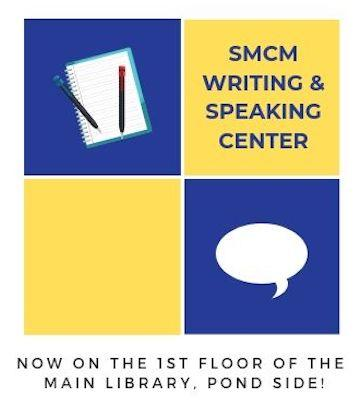 SMCM
WRITING &
SPEAKING
CENTER
NOW ON THE 1ST FLOOR OF THE
MAIN LIBRARY, POND SIDE!